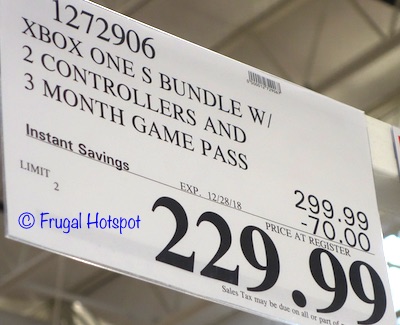 1272906
XBOX ONE S BUNDLE W/
2 CONTROLLERS AND
3 MONTH GAME PASS
Instant Savings
EXP. 12/28/18
299.99
-70.00
LIMIT
2
PRICE AT REGISTER
229.99
© Frugal Hotspot
Sales Tax may be due on all or part of